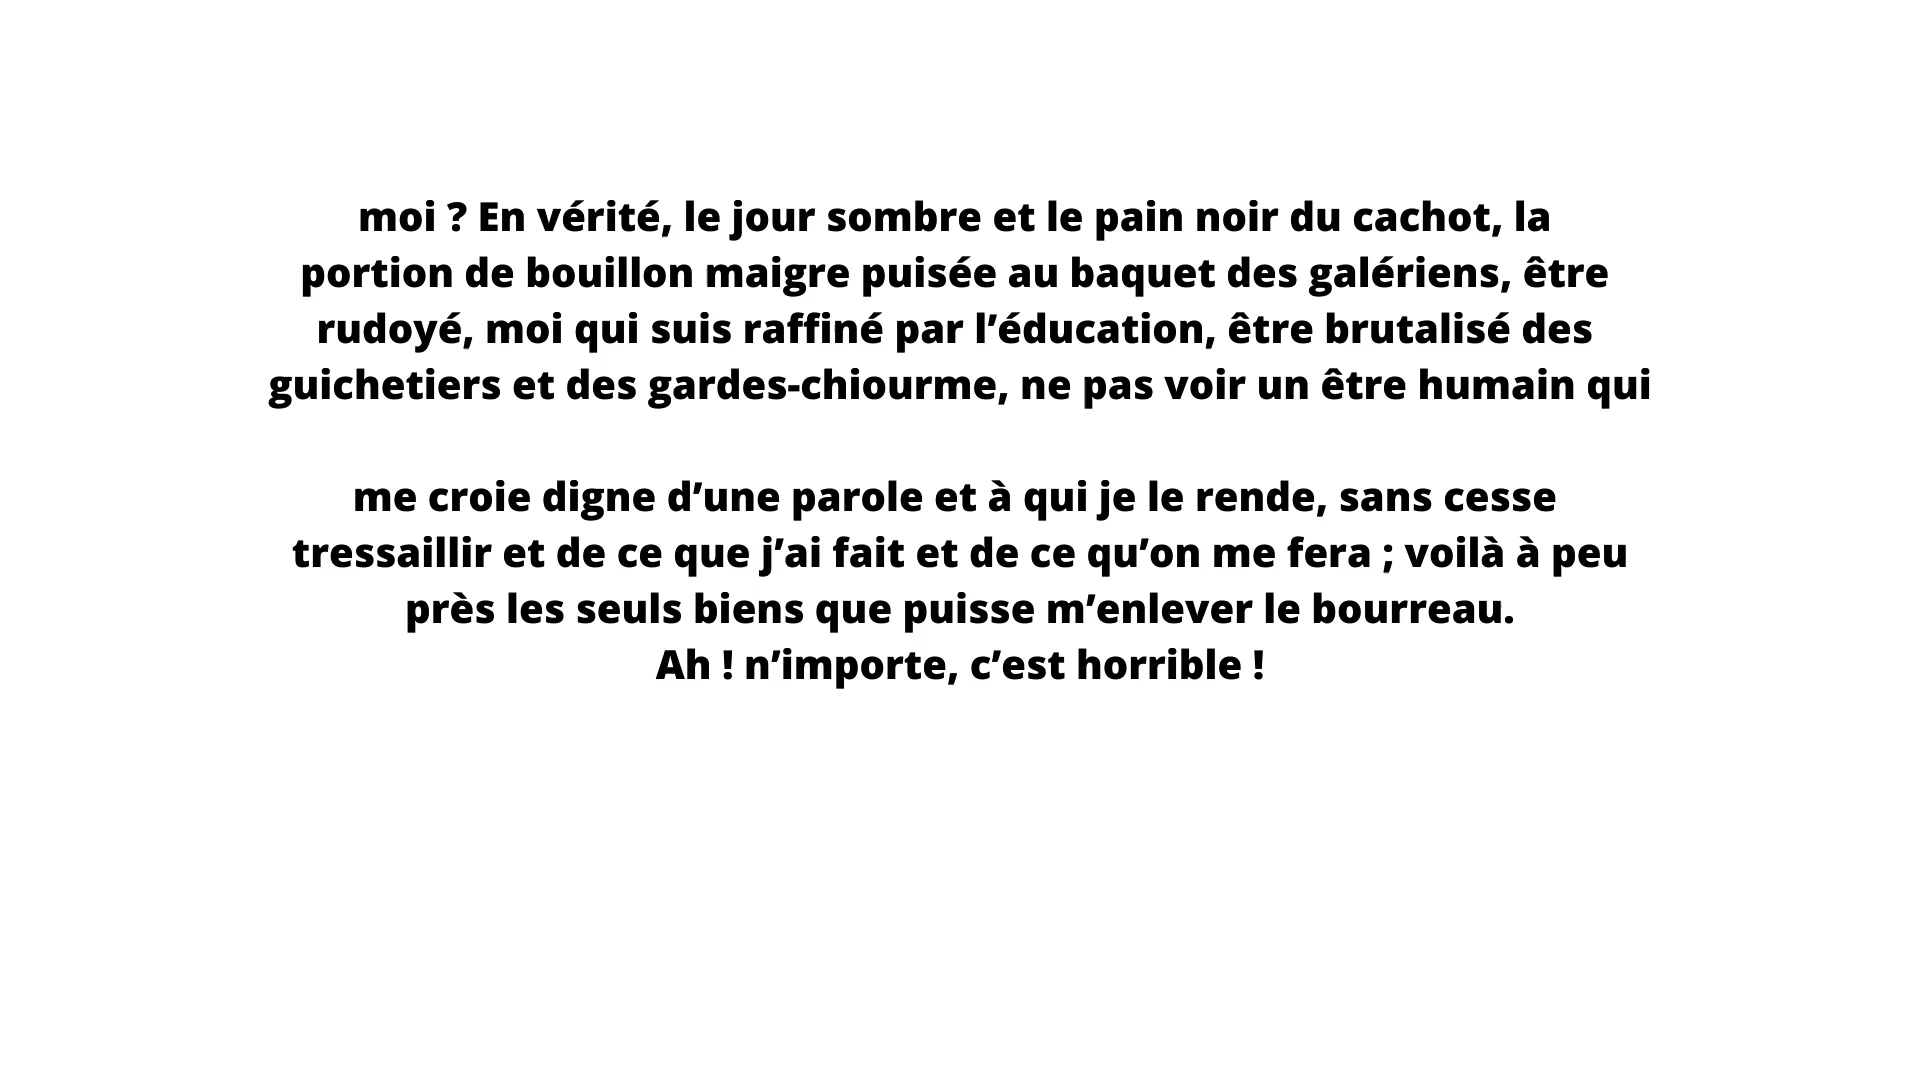 moi ? En vérité, le jour sombre et le pain noir du cachot, la
portion de bouillon maigre puisée au baquet des galériens, être
rudoyé, moi qui suis raffiné par l’éducation, être brutalisé des
guichetiers et des gardes-chiourme, ne pas voir un être humain qui
me croie digne d’une parole et à qui je le rende, sans cesse
tressaillir et de ce que j’ai fait et de ce qu’on me fera ; voilà à peu
près les seuls biens que puisse m’enlever le bourreau.
Ah ! n’importe, c’est horrible !